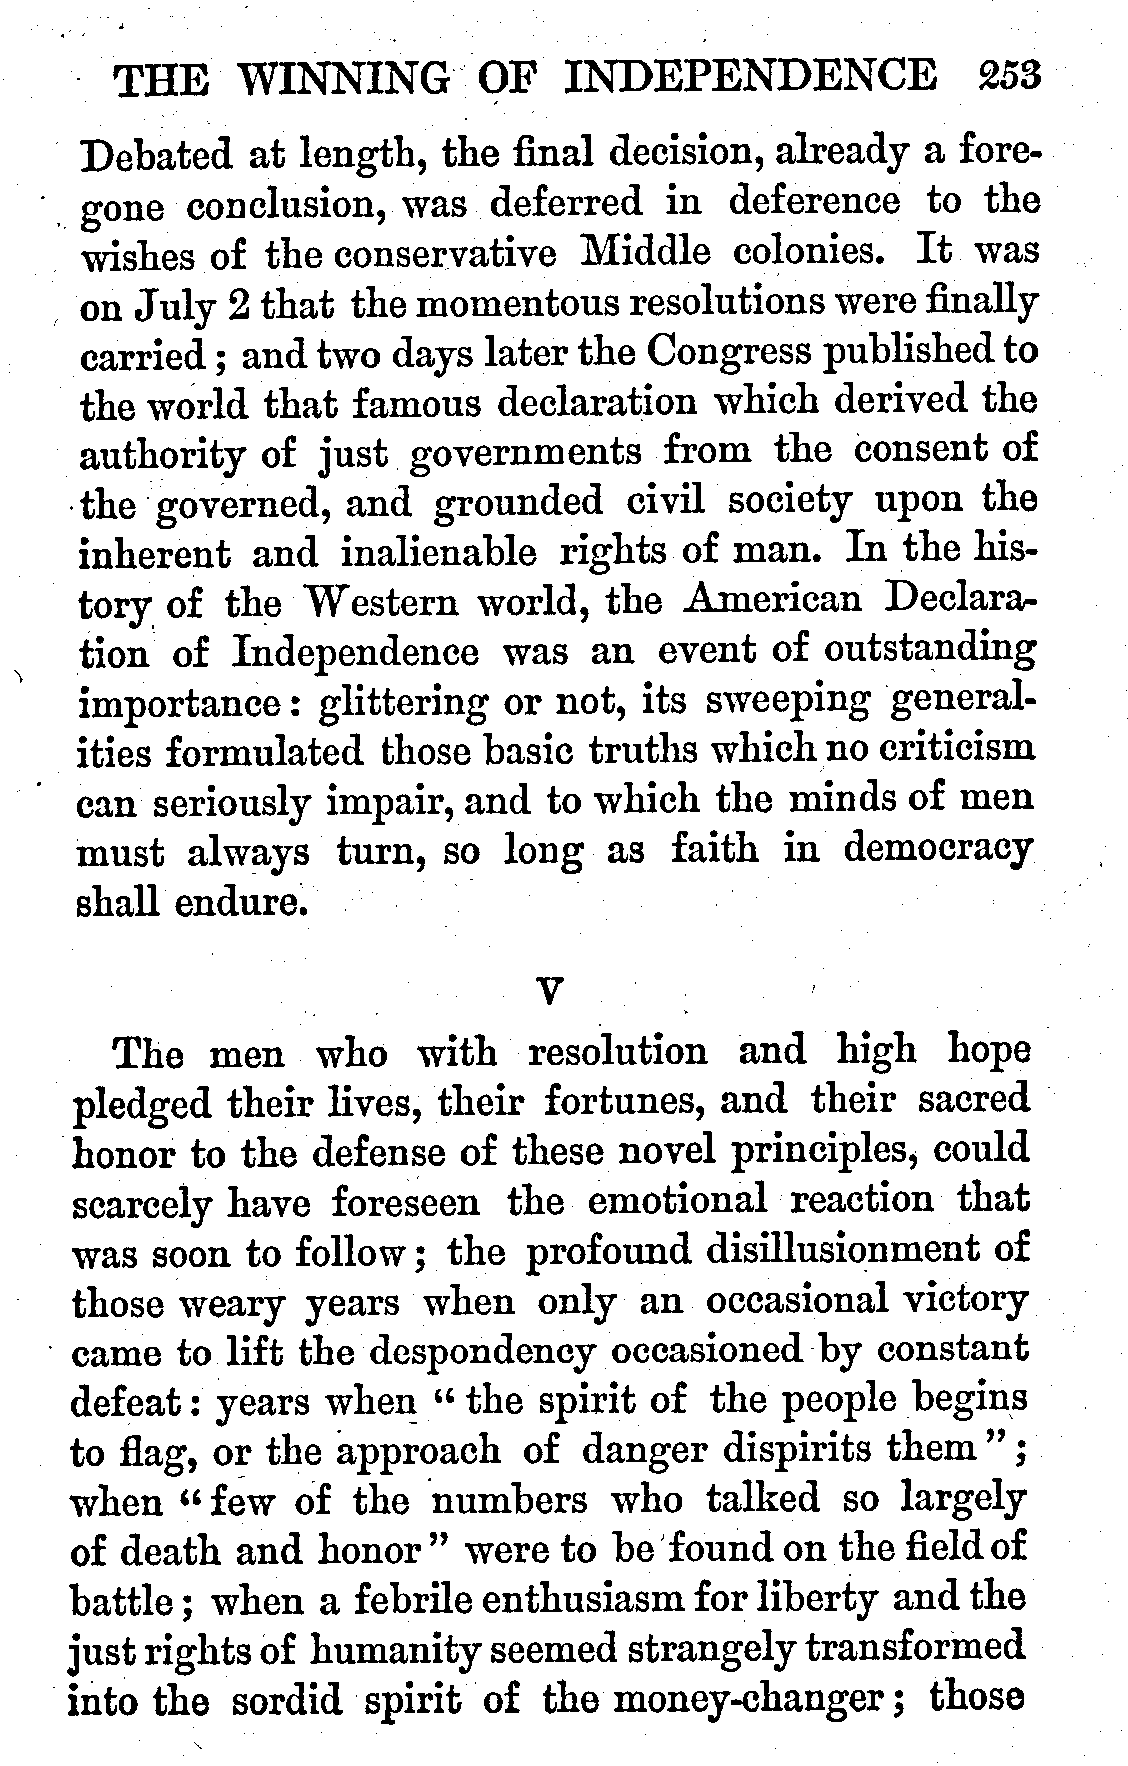 THE WINNING OF INDEPENDENCE 253
Debated at length, the final decision, already a fore-
gone conclusion, was deferred in deference to the
wishes of the conservative Middle colonies. It was
on July 2 that the momentous resolutions were finally
carried; and two days later the Congress published to
the world that famous declaration which derived the
authority of just governments from the consent of
the governed, and grounded civil society upon the
inherent and inalienable rights of man. In the his-
tory of the Western world, the American Declara-
tion of Independence was an event of outstanding
importance: glittering or not, its sweeping general-
ities formulated those basic truths which no criticism
can seriously impair, and to which the minds of men
must always turn, so long as faith in democracy
shall endure.
V
The men who with resolution and high hope
pledged their lives, their fortunes, and their sacred
honor to the defense of these novel principles, could
scarcely have foreseen the emotional reaction that
was soon to follow; the profound disillusionment of
those weary years when only an occasional victory
came to lift the despondency occasioned by constant
defeat: years when “the spirit of the people begins
to flag, or the approach of danger dispirits them”;
when “few of the numbers who talked so largely
of death and honor” were to be found on the field of
battle; when a febrile enthusiasm for liberty and the
just rights of humanity seemed strangely transformed
into the sordid spirit of the money-changer; those